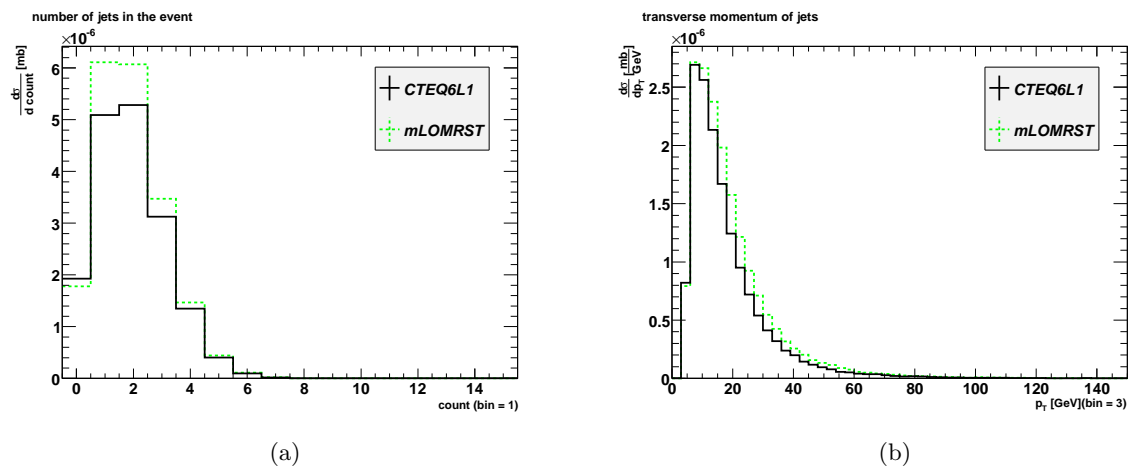 number of jets in the event
×10⁻⁶
dσ
d count
[mb]
6
5
4
3
2
1
0
0 2 4 6 8 10 12 14
count (bin = 1)
CTEQ6L1
mLOMRST
(a)
transverse momentum of jets
×10⁻⁶
dσ
dp_T
[mb
GeV]
2.5
2
1.5
1
0.5
0
0 20 40 60 80 100 120 140
p_T [GeV](bin = 3)
CTEQ6L1
mLOMRST
(b)